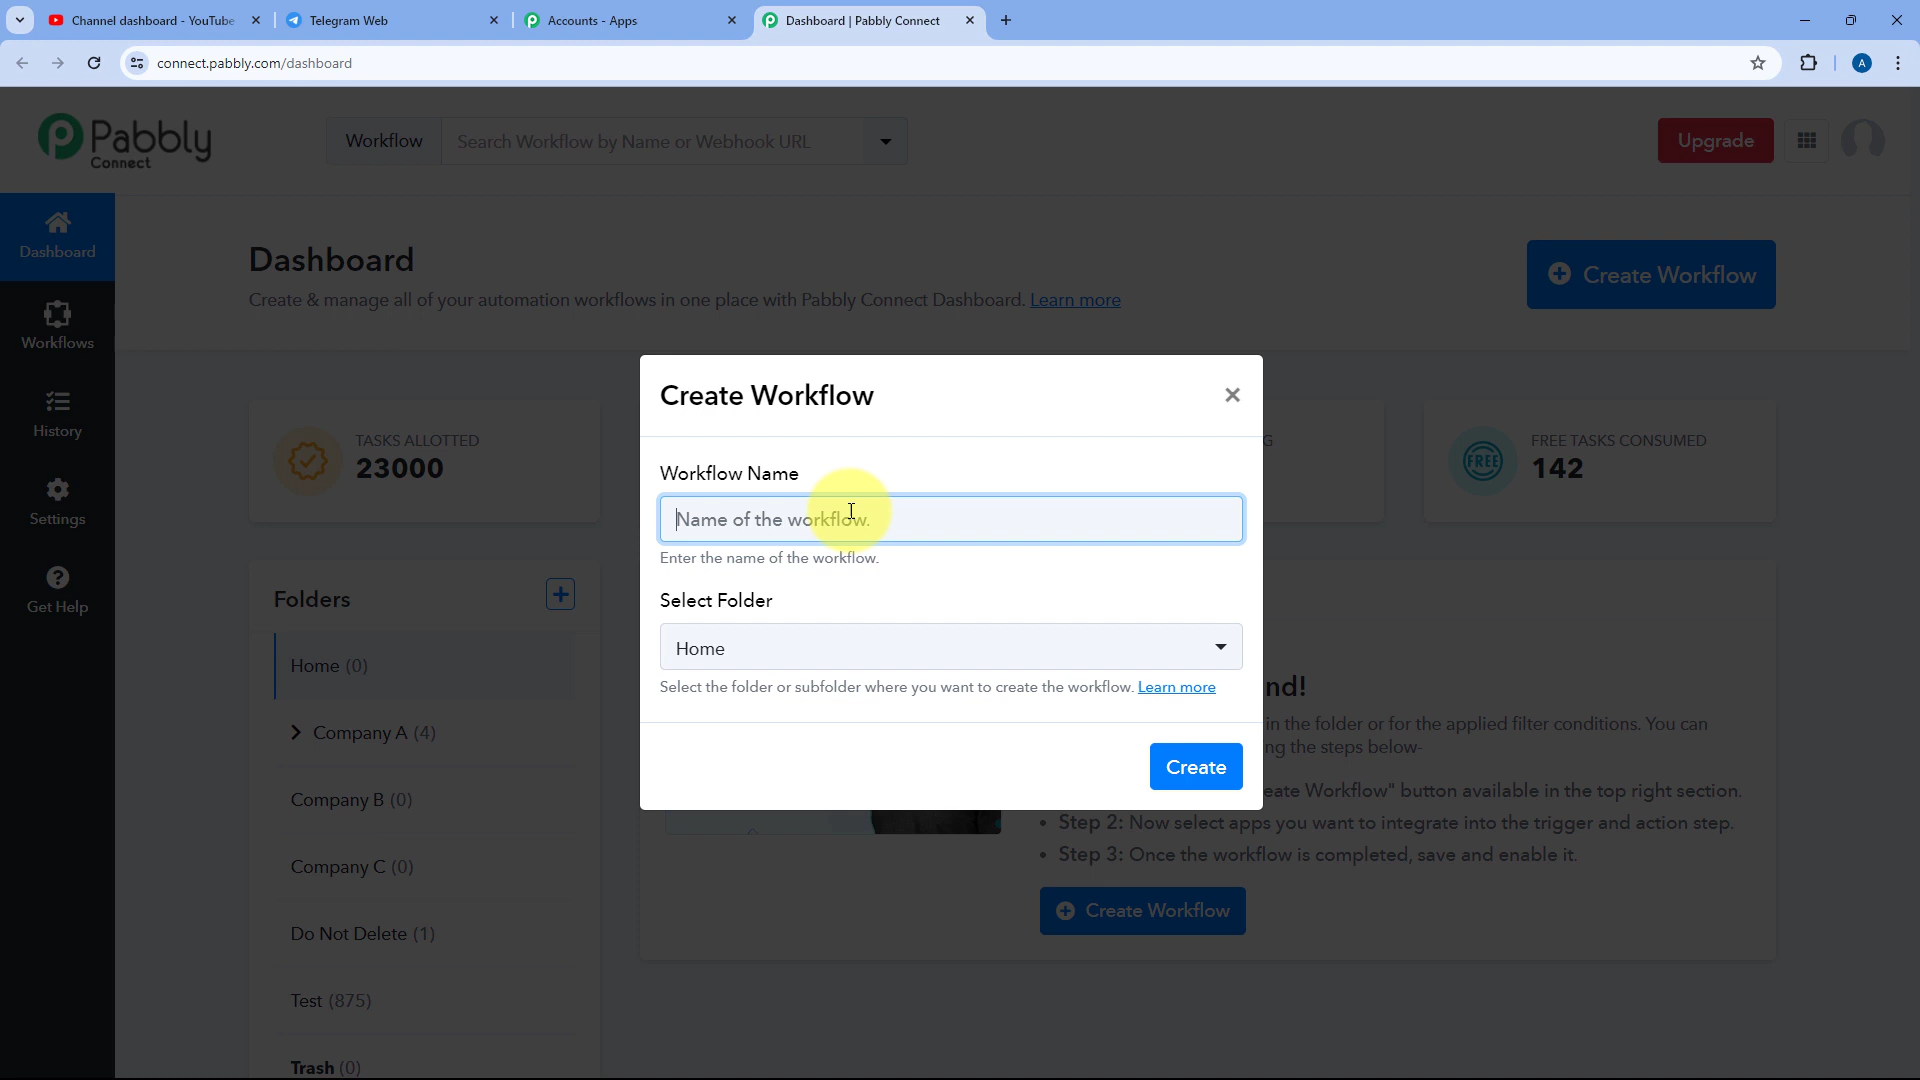 Channel dashboard - YouTube
Telegram Web
Accounts - Apps
Dashboard | Pabbly Connect
connect.pabbly.com/dashboard
A
Pabbly
Connect
Workflow
Search Workflow by Name or Webhook URL
Upgrade
Dashboard
Workflows
History
Settings
Get Help
Dashboard
Create & manage all of your automation workflows in one place with Pabbly Connect Dashboard. Learn more
Create Workflow
TASKS ALLOTTED
23000
G
FREE
FREE TASKS CONSUMED
142
Folders
Home (0)
Company A (4)
Company B (0)
Company C (0)
Do Not Delete (1)
Test (875)
Trash (0)
Create Workflow
Workflow Name
Name of the workflow.
Enter the name of the workflow.
Select Folder
Home
Select the folder or subfolder where you want to create the workflow. Learn more
Create
nd!
in the folder or for the applied filter conditions. You can
ng the steps below-
eate Workflow" button available in the top right section.
• Step 2: Now select apps you want to integrate into the trigger and action step.
• Step 3: Once the workflow is completed, save and enable it.
Create Workflow